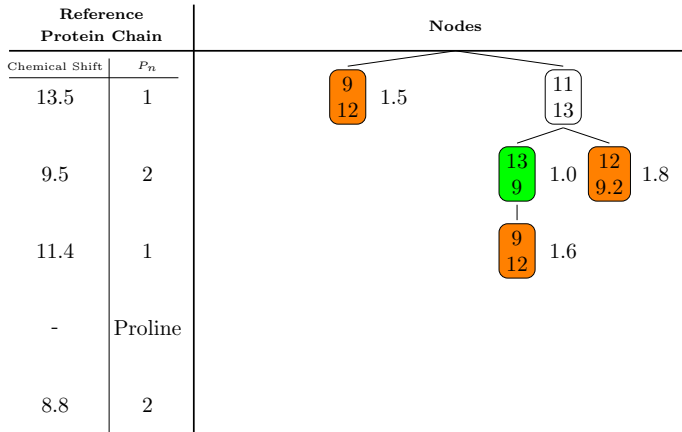 Reference
Protein Chain
Nodes
Chemical Shift Pn
13.5 1
9
12 1.5
11
13
9.5 2
13
9 1.0
12
9.2 1.8
11.4 1
9
12 1.6
- Proline
8.8 2